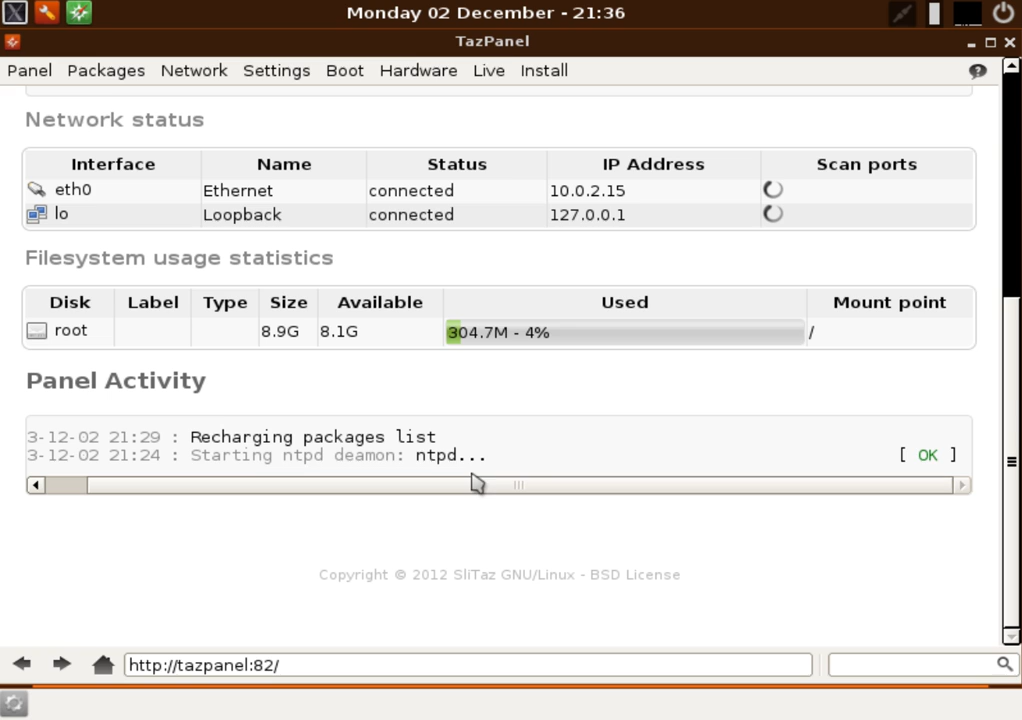 Monday 02 December - 21:36
TazPanel
Panel Packages Network Settings Boot Hardware Live Install
Network status
Interface Name Status IP Address Scan ports
eth0 Ethernet connected 10.0.2.15
lo Loopback connected 127.0.0.1
Filesystem usage statistics
Disk Label Type Size Available Used Mount point
root 8.9G 8.1G 304.7M - 4% /
Panel Activity
3-12-02 21:29 : Recharging packages list
3-12-02 21:24 : Starting ntpd deamon: ntpd... [ OK ]
Copyright © 2012 SliTaz GNU/Linux - BSD License
http://tazpanel:82/